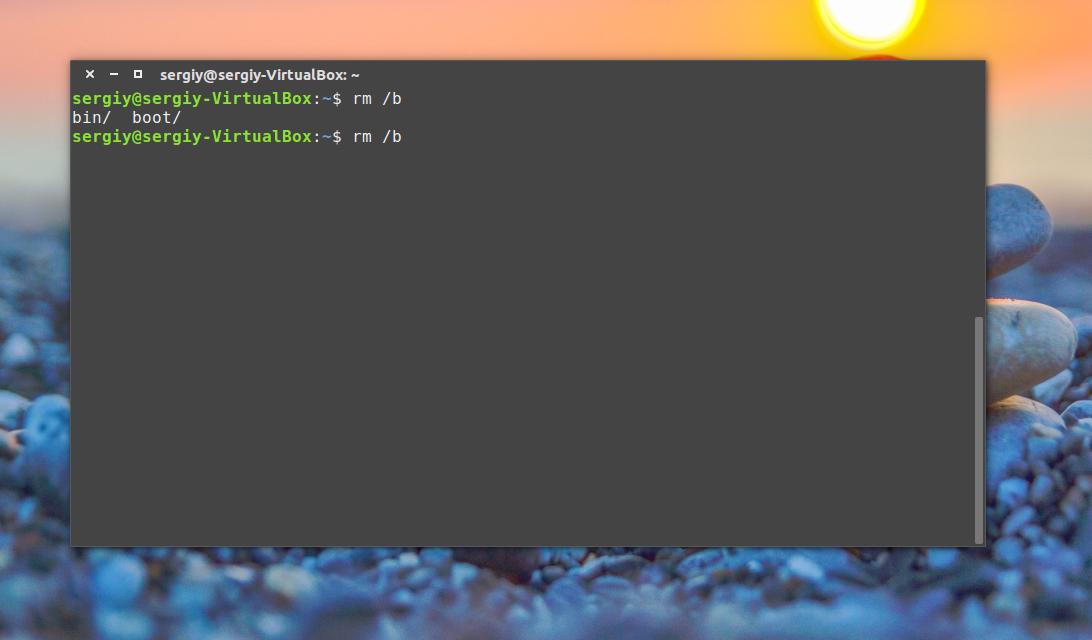 sergiy@sergiy-VirtualBox: ~
sergiy@sergiy-VirtualBox:~$ rm /b
bin/  boot/
sergiy@sergiy-VirtualBox:~$ rm /b